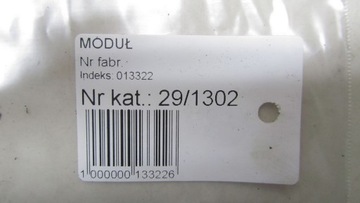 MODUŁ
Nr fabr.
Indeks. 013322
Nr kat.: 29/1302
1 000000 133226